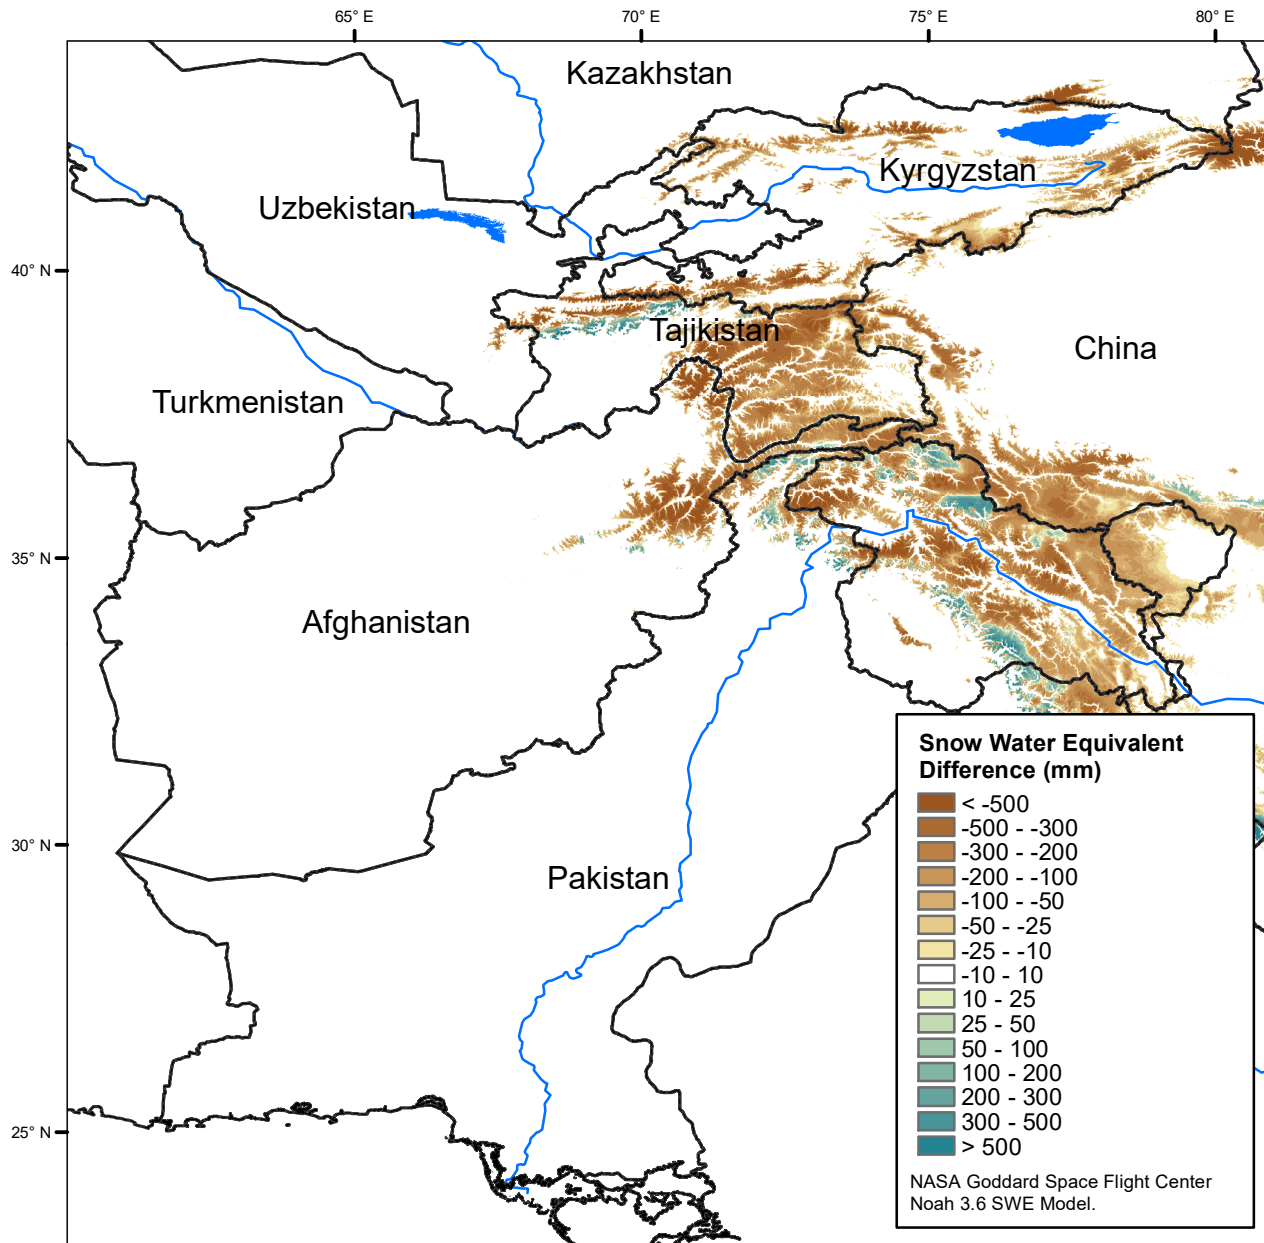 65° E
70° E
75° E
80° E
Kazakhstan
Kyrgyzstan
Uzbekistan
40° N
Tajikistan
China
Turkmenistan
35° N
Afghanistan
Snow Water Equivalent
Difference (mm)
< -500
-500 - -300
-300 - -200
-200 - -100
-100 - -50
-50 - -25
-25 - -10
-10 - 10
10 - 25
25 - 50
50 - 100
100 - 200
200 - 300
300 - 500
> 500
30° N
Pakistan
25° N
NASA Goddard Space Flight Center
Noah 3.6 SWE Model.